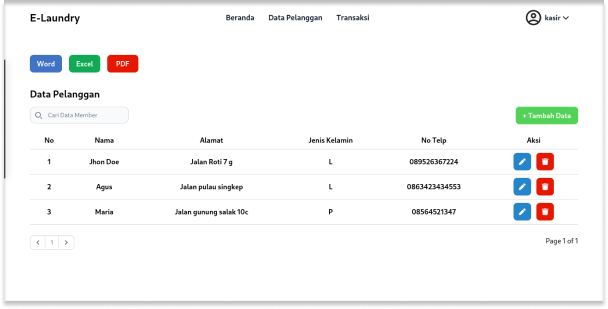 E-Laundry Beranda Data Pelanggan Transaksi kasir
Word Excel PDF
Data Pelanggan
Cari Data Member + Tambah Data
No Nama Alamat Jenis Kelamin No Telp Aksi
1 Jhon Doe Jalan Roti 7 g L 089526367224
2 Agus Jalan pulau singkep L 0863423434553
3 Maria Jalan gunung salak 10c P 08564521347
1 Page 1 of 1